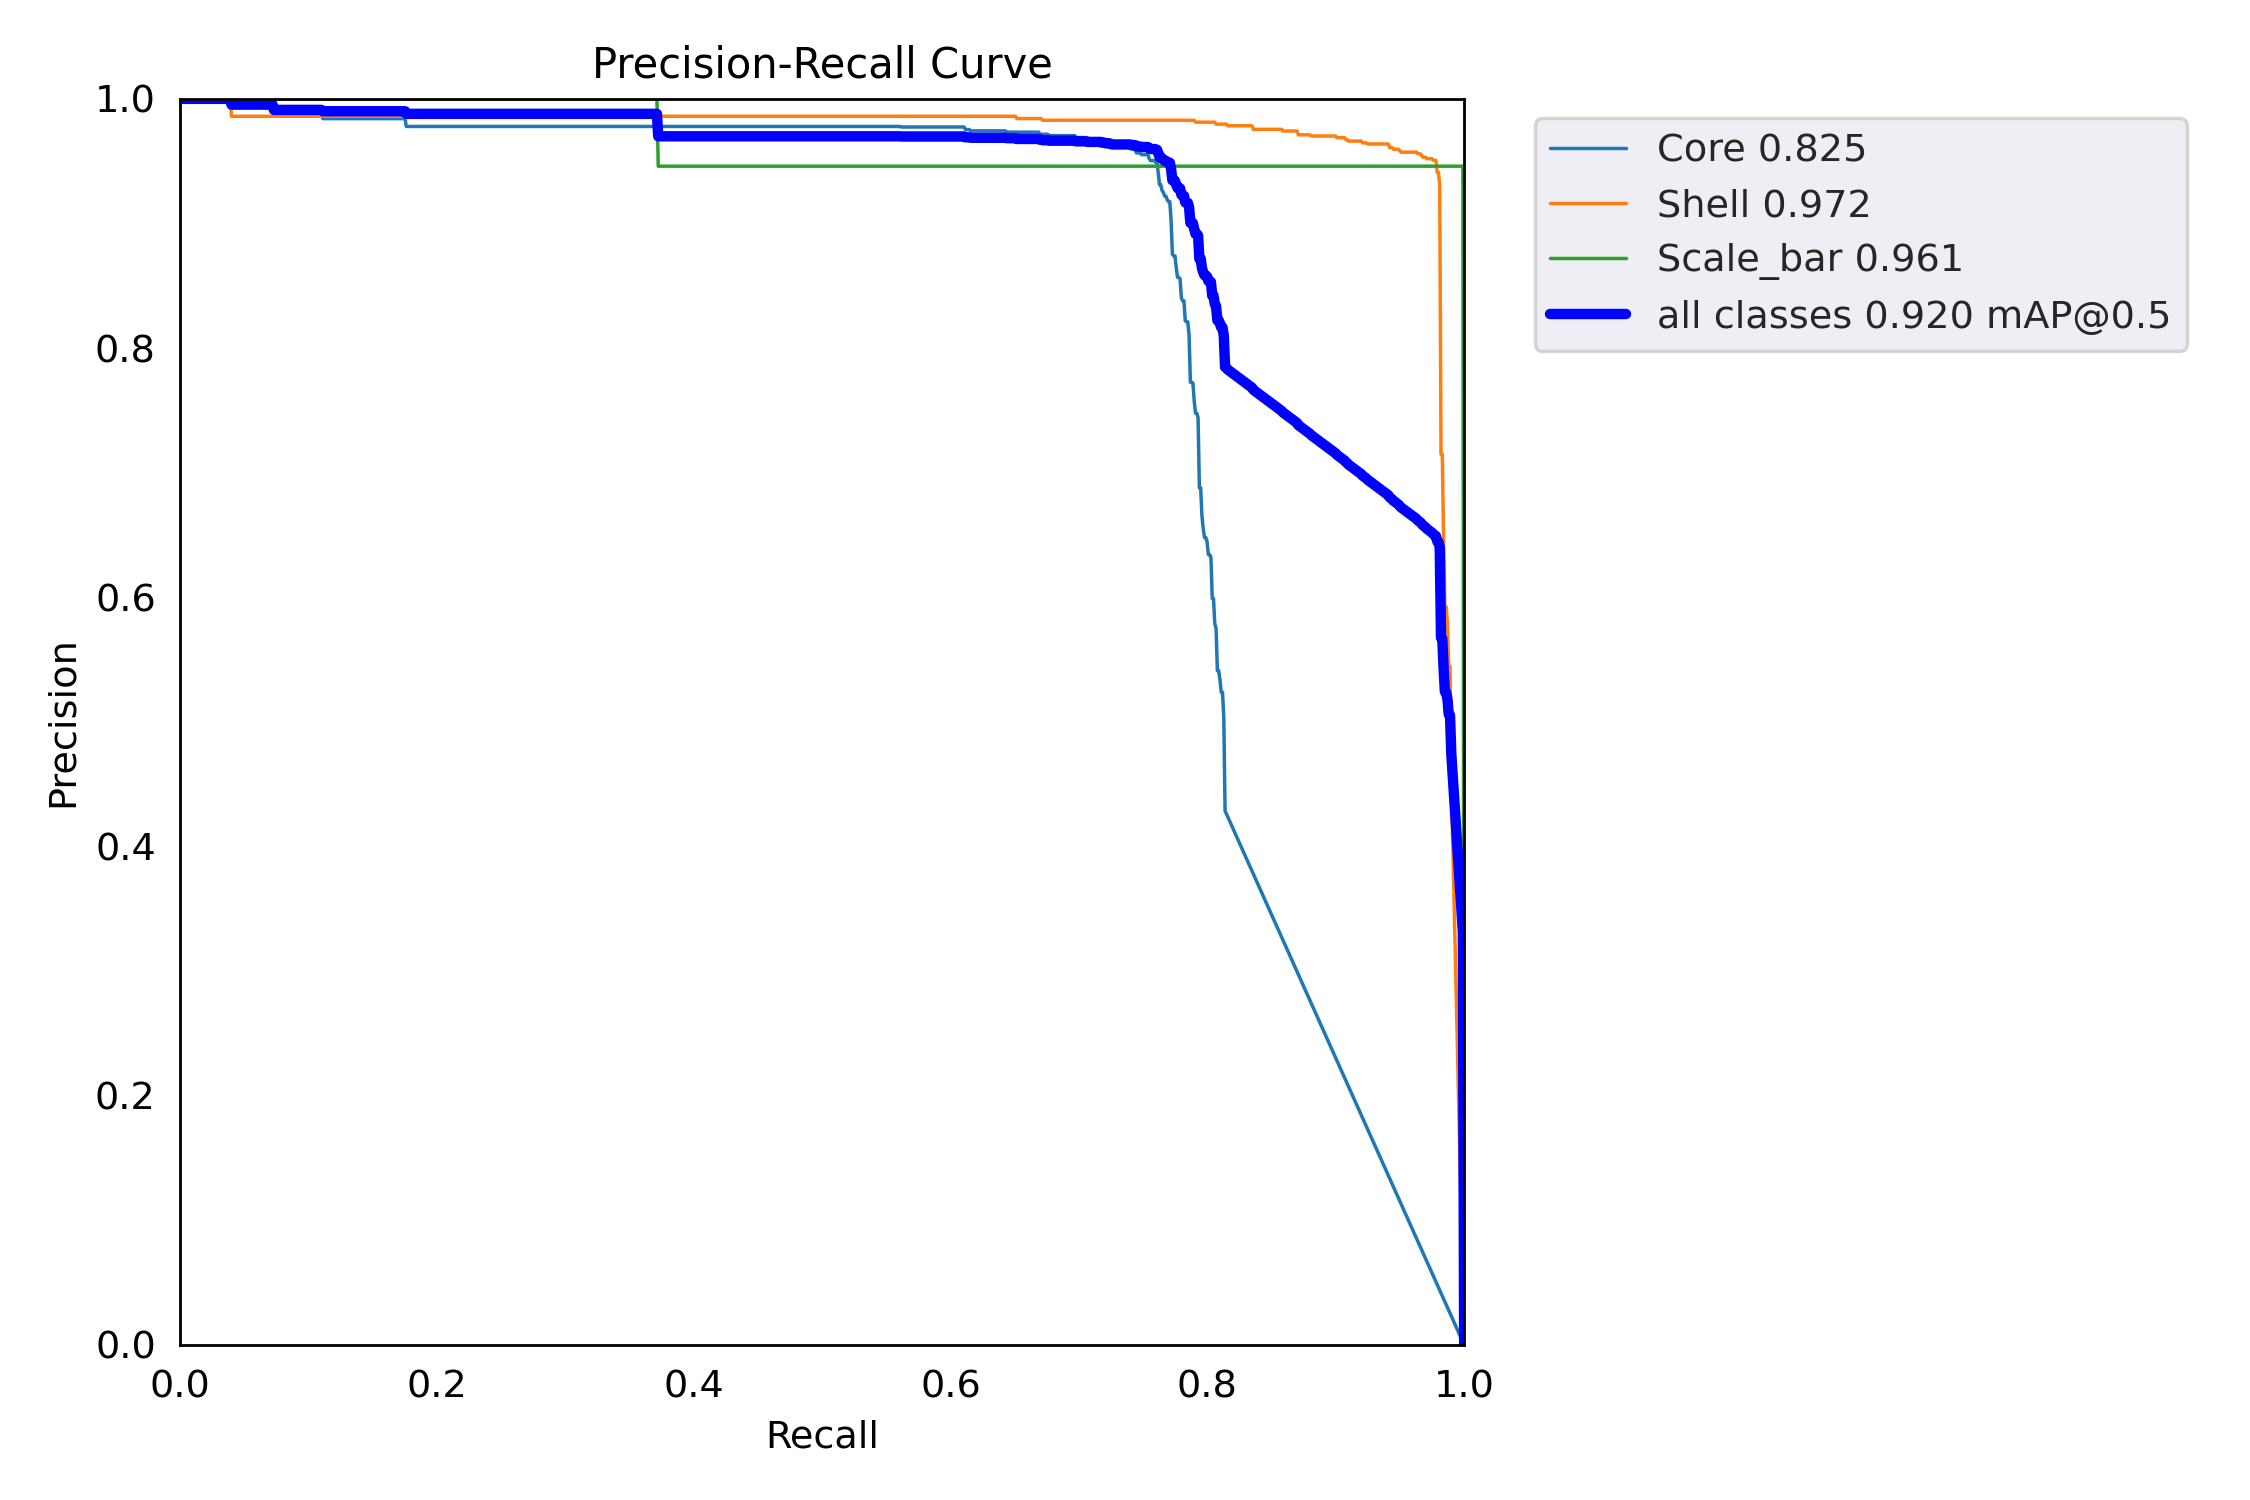 Precision-Recall Curve
1.0
0.8
0.6
0.4
0.2
0.0
Precision
0.0 0.2 0.4 0.6 0.8 1.0
Recall
Core 0.825
Shell 0.972
Scale_bar 0.961
all classes 0.920 mAP@0.5